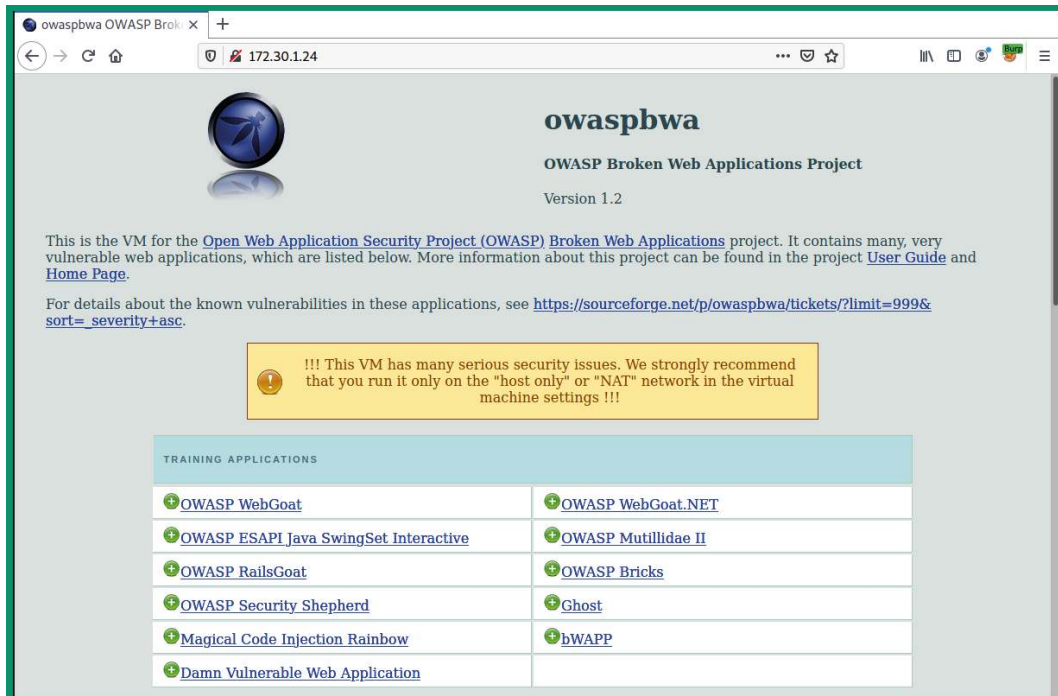 owaspbwa OWASP Brok
172.30.1.24
Burp
owaspbwa
OWASP Broken Web Applications Project
Version 1.2
This is the VM for the Open Web Application Security Project (OWASP) Broken Web Applications project. It contains many, very
vulnerable web applications, which are listed below. More information about this project can be found in the project User Guide and
Home Page.
For details about the known vulnerabilities in these applications, see https://sourceforge.net/p/owaspbwa/tickets/?limit=999&
sort=_severity+asc.
!!! This VM has many serious security issues. We strongly recommend
that you run it only on the "host only" or "NAT" network in the virtual
machine settings !!!
TRAINING APPLICATIONS
OWASP WebGoat
OWASP WebGoat.NET
OWASP ESAPI Java SwingSet Interactive
OWASP Mutillidae II
OWASP RailsGoat
OWASP Bricks
OWASP Security Shepherd
Ghost
Magical Code Injection Rainbow
bWAPP
Damn Vulnerable Web Application